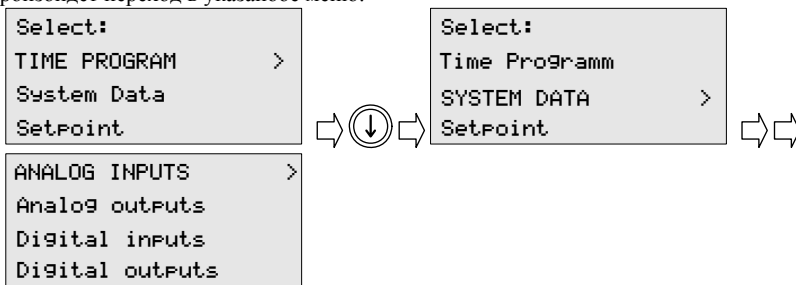 произойдет переход в указанное меню.
Select:
TIME PROGRAM >
System Data
Setpoint
Select:
Time Programm
SYSTEM DATA >
Setpoint
ANALOG INPUTS >
Analog outputs
Digital inputs
Digital outputs